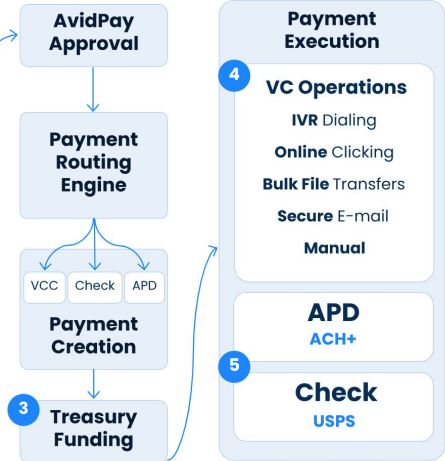 AvidPay
Approval
Payment
Routing
Engine
VCC
Check
APD
Payment
Creation
3
Treasury
Funding
Payment
Execution
4
VC Operations
IVR Dialing
Online Clicking
Bulk File Transfers
Secure E-mail
Manual
APD
ACH+
5
Check
USPS